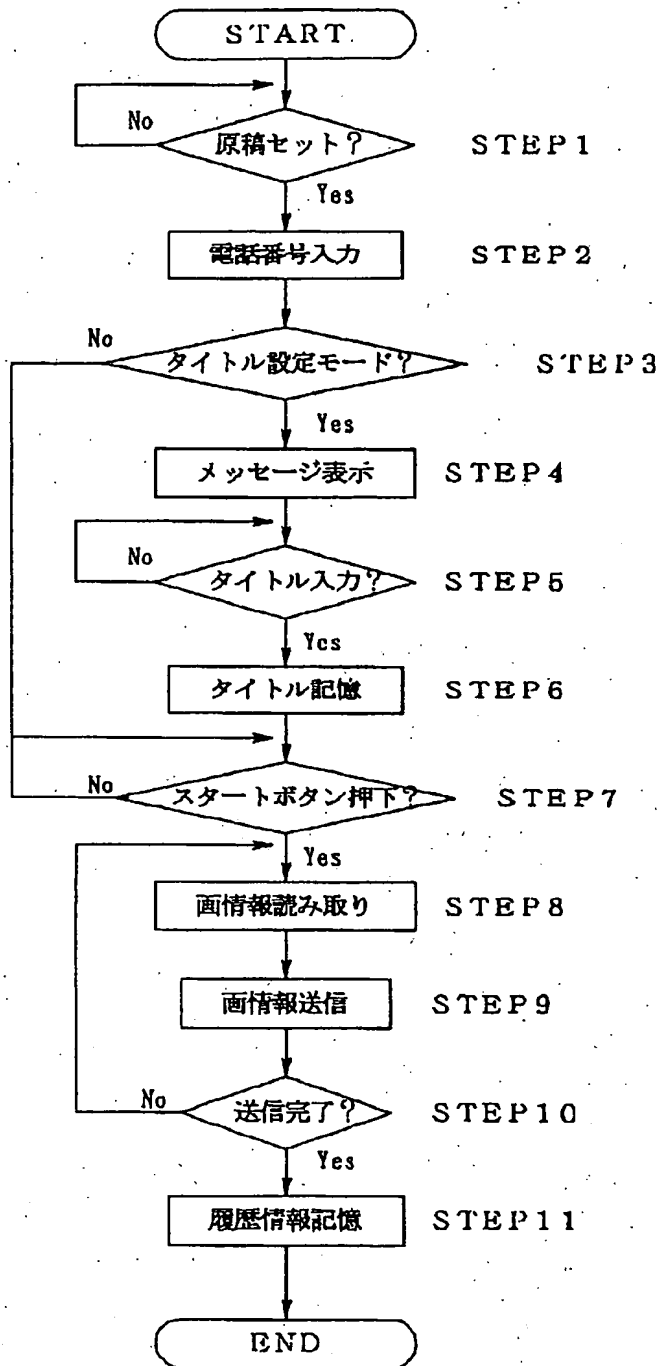 START
No
原稿セット?
STEP1
Yes
電話番号入力
STEP2
No
タイトル設定モード?
STEP3
Yes
メッセージ表示
STEP4
No
タイトル入力?
STEP5
Yes
タイトル記憶
STEP6
No
スタートボタン押下?
STEP7
Yes
画情報読み取り
STEP8
画情報送信
STEP9
No
送信完了?
STEP10
Yes
履歴情報記憶
STEP11
END